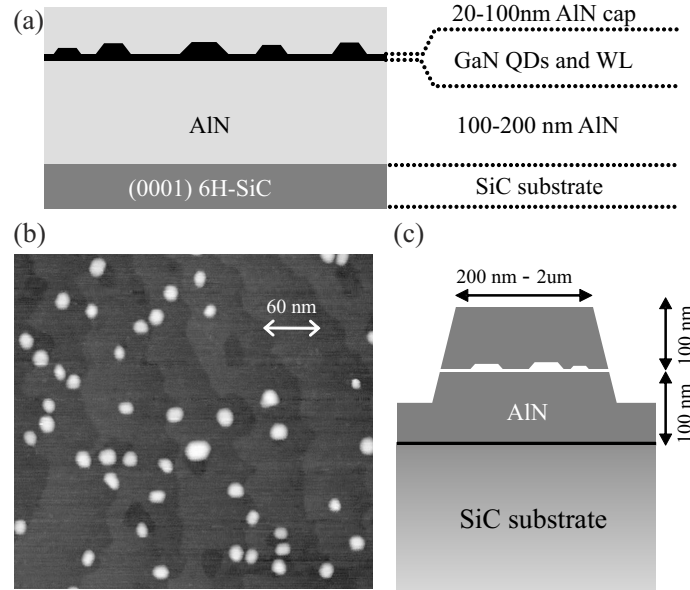 (a)
20-100nm AlN cap
GaN QDs and WL
AlN
100-200 nm AlN
(0001) 6H-SiC
SiC substrate
(b)
(c)
60 nm
200 nm - 2um
100 nm
100 nm
AlN
SiC substrate